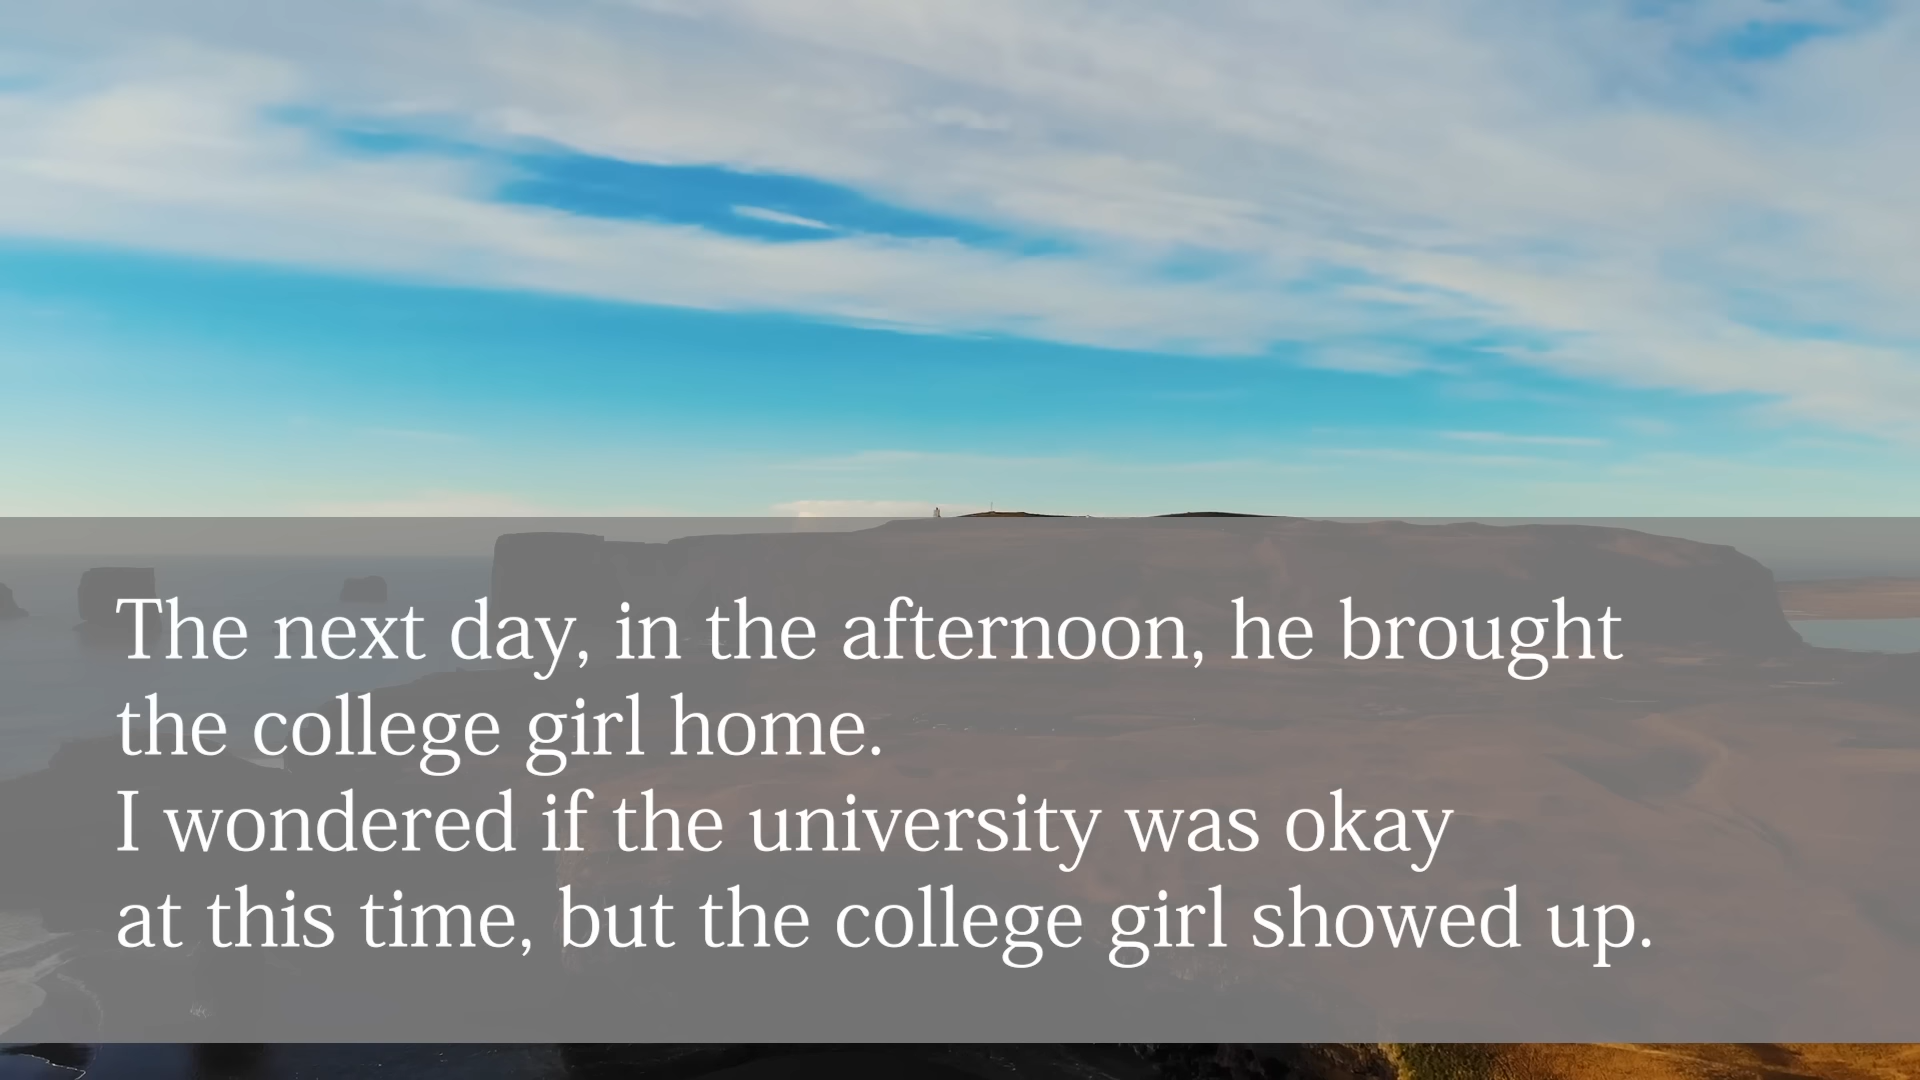 The next day, in the afternoon, he brought
the college girl home.
I wondered if the university was okay
at this time, but the college girl showed up.